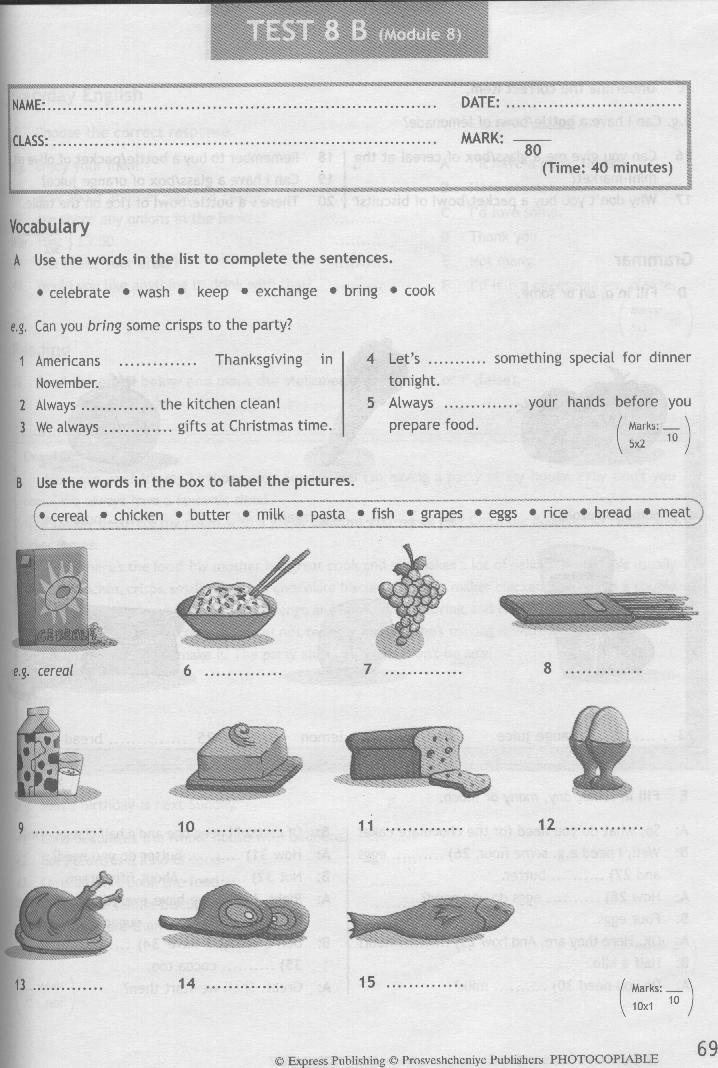 TEST 8 B (Module 8)
NAME: ......................................................................
DATE: ................................
CLASS: ......................................................................
MARK: ____
80
(Time: 40 minutes)
Vocabulary
A Use the words in the list to complete the sentences.
• celebrate • wash • keep • exchange • bring • cook
e.g. Can you bring some crisps to the party?
1 Americans .............. Thanksgiving in
November.
2 Always ............. the kitchen clean!
3 We always ............ gifts at Christmas time.
4 Let's ........... something special for dinner
tonight.
5 Always .............. your hands before you
prepare food.
Marks: __
5x2 10
B Use the words in the box to label the pictures.
• cereal • chicken • butter • milk • pasta • fish • grapes • eggs • rice • bread • meat
e.g. cereal
6 ..............
7 ..............
8 ..............
9 .............
10 ..............
11 ..............
12 ..............
13 .............
14 ..............
15 ..............
Marks: __
10x1 10
69
© Express Publishing © Prosveshcheniye Publishers PHOTOCOPIABLE